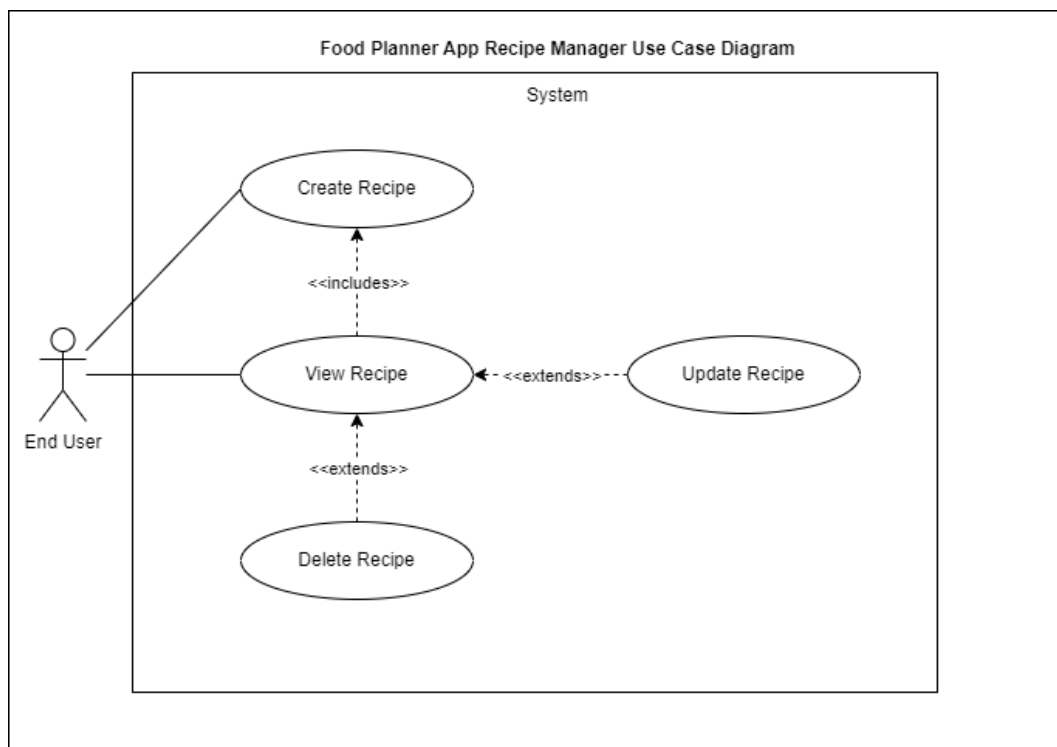 Food Planner App Recipe Manager Use Case Diagram
System
Create Recipe
<<includes>>
View Recipe
<<extends>>
Update Recipe
End User
<<extends>>
Delete Recipe